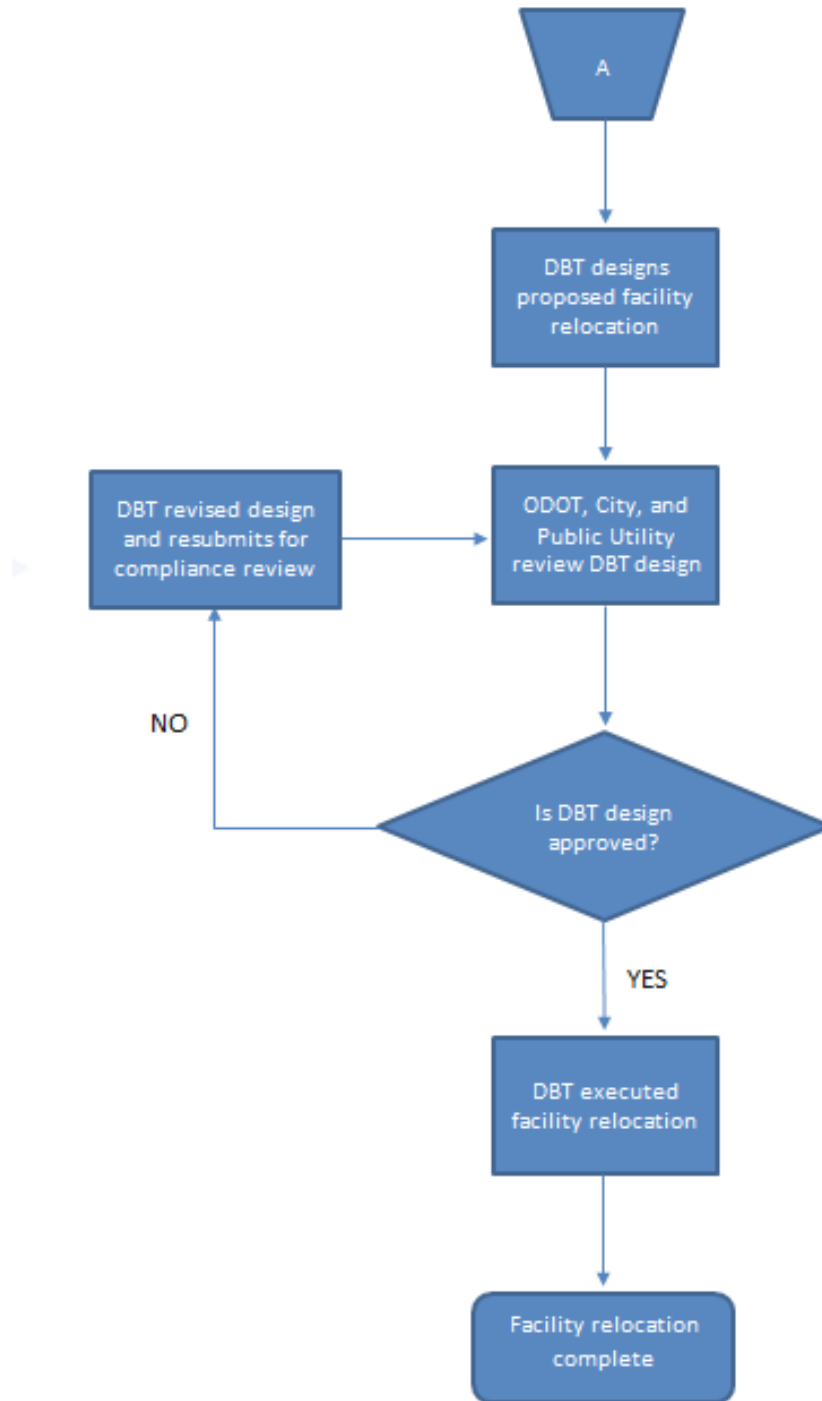 A
DBT designs
proposed facility
relocation
DBT revised design
and resubmits for
compliance review
ODOT, City, and
Public Utility
review DBT design
NO
Is DBT design
approved?
YES
DBT executed
facility relocation
Facility relocation
complete